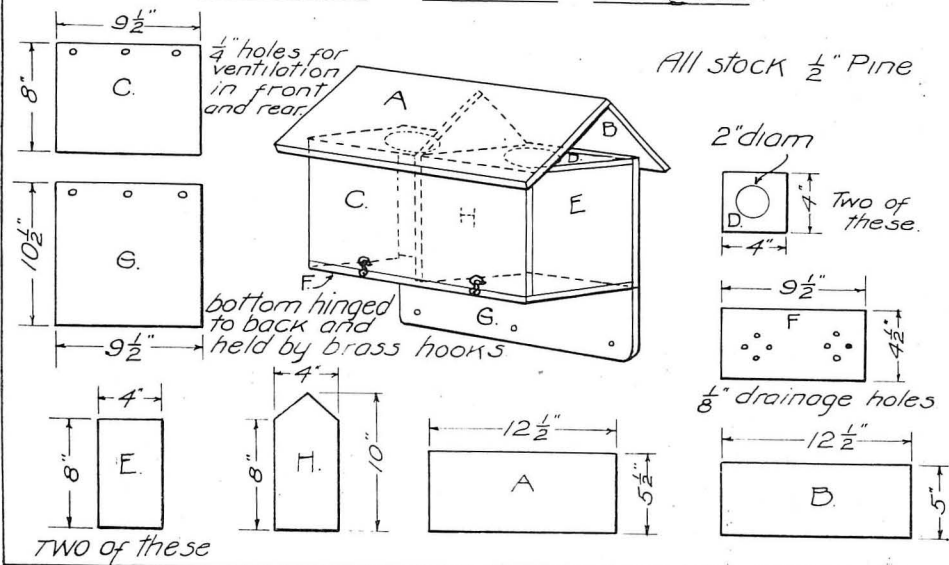 9 1/2"
8"
C.
1/4" holes for
ventilation
in front
and rear.
All stock 1/2" Pine
A
B
D.
C.
H
E
F
G.
2" diam
D.
4"
4"
Two of
these.
10 1/2"
G.
9 1/2"
bottom hinged
to back and
held by brass hooks
9 1/2"
F
4 1/2"
1/8" drainage holes
4"
8"
E.
TWO of these
4"
8"
H.
10"
12 1/2"
A
5 1/2"
12 1/2"
B.
5"